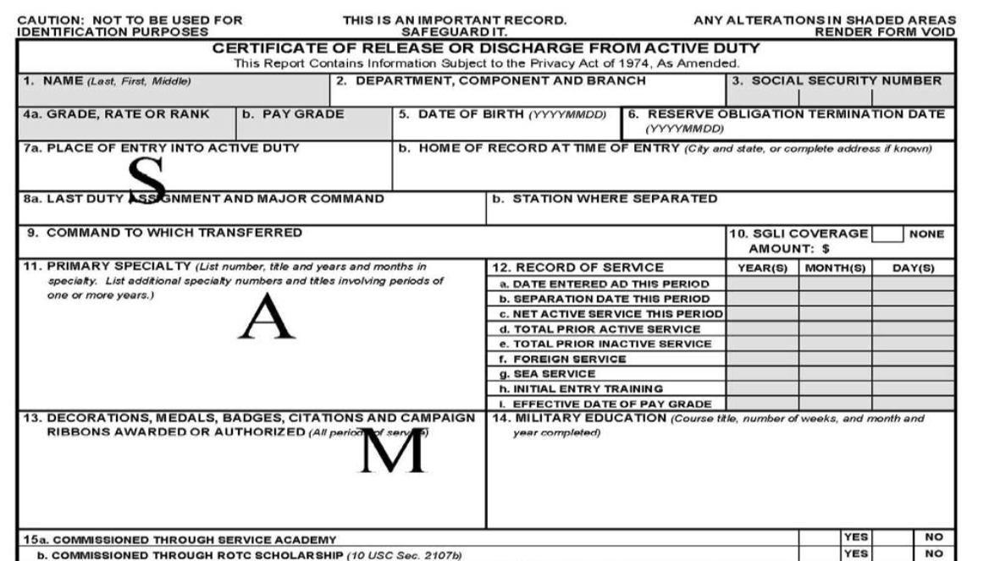 CAUTION: NOT TO BE USED FOR IDENTIFICATION PURPOSES
THIS IS AN IMPORTANT RECORD. SAFEGUARD IT.
ANY ALTERATIONS IN SHADED AREAS RENDER FORM VOID
CERTIFICATE OF RELEASE OR DISCHARGE FROM ACTIVE DUTY
This Report Contains Information Subject to the Privacy Act of 1974, As Amended.
1. NAME (Last, First, Middle)
2. DEPARTMENT, COMPONENT AND BRANCH
3. SOCIAL SECURITY NUMBER
4a. GRADE, RATE OR RANK
b. PAY GRADE
5. DATE OF BIRTH (YYYYMMDD)
6. RESERVE OBLIGATION TERMINATION DATE
(YYYYMMDD)
7a. PLACE OF ENTRY INTO ACTIVE DUTY
b. HOME OF RECORD AT TIME OF ENTRY (City and state, or complete address if known)
S
8a. LAST DUTY ASSIGNMENT AND MAJOR COMMAND
b. STATION WHERE SEPARATED
9. COMMAND TO WHICH TRANSFERRED
10. SGLI COVERAGE
NONE
AMOUNT: $
11. PRIMARY SPECIALTY (List number, title and years and months in
specialty. List additional specialty numbers and titles involving periods of
one or more years.)
A
12. RECORD OF SERVICE
YEAR(S)
MONTH(S)
DAY(S)
a. DATE ENTERED AD THIS PERIOD
b. SEPARATION DATE THIS PERIOD
c. NET ACTIVE SERVICE THIS PERIOD
d. TOTAL PRIOR ACTIVE SERVICE
e. TOTAL PRIOR INACTIVE SERVICE
f. FOREIGN SERVICE
g. SEA SERVICE
h. INITIAL ENTRY TRAINING
i. EFFECTIVE DATE OF PAY GRADE
13. DECORATIONS, MEDALS, BADGES, CITATIONS AND CAMPAIGN
RIBBONS AWARDED OR AUTHORIZED (All periods of service)
M
14. MILITARY EDUCATION (Course title, number of weeks, and month and
year completed)
15a. COMMISSIONED THROUGH SERVICE ACADEMY
YES
NO
b. COMMISSIONED THROUGH ROTC SCHOLARSHIP (10 USC Sec. 2107b)
YES
NO